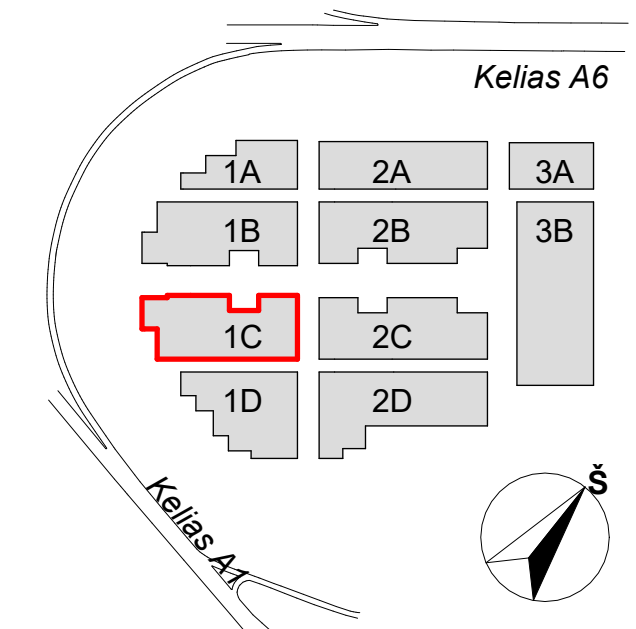 Kelias A6
1A 2A 3A
1B 2B 3B
1C 2C
1D 2D
Š
Kelias A1